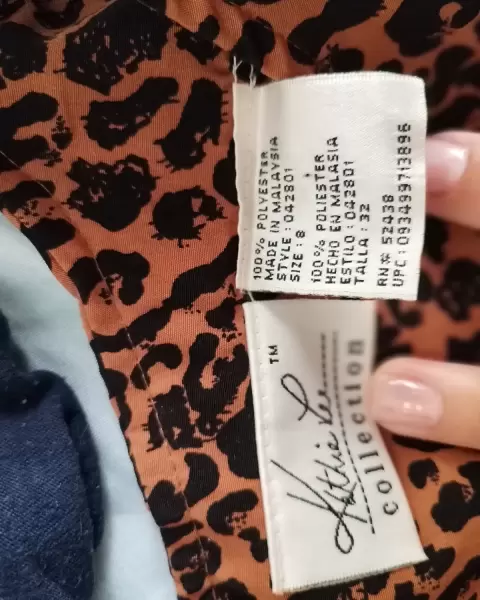 100% POLYESTER
MADE IN MALAYSIA
STYLE : 042801
SIZE : 8
100% POLIESTER
HECHO EN MALASIA
ESTILO : 042801
TALLA : 32
RN# 52438
UPC : 093499713896
Kathie Lee TM
collection